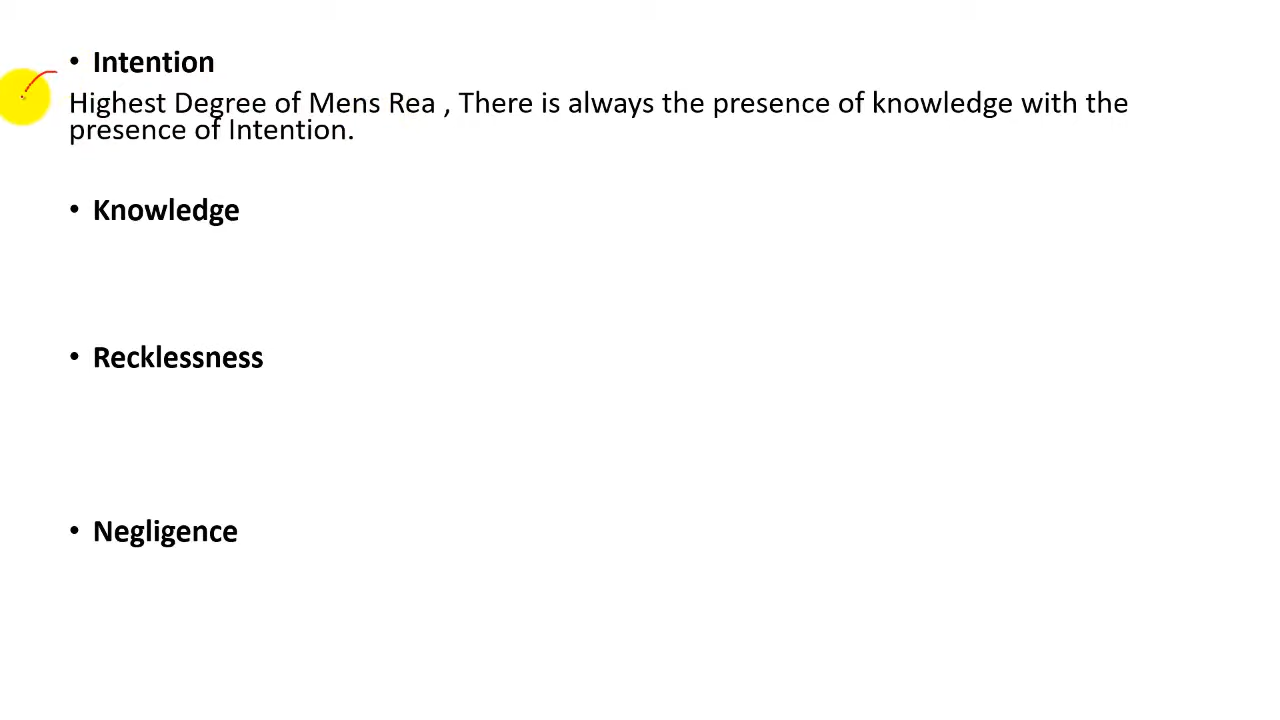 • Intention
Highest Degree of Mens Rea , There is always the presence of knowledge with the
presence of Intention.
• Knowledge
• Recklessness
• Negligence